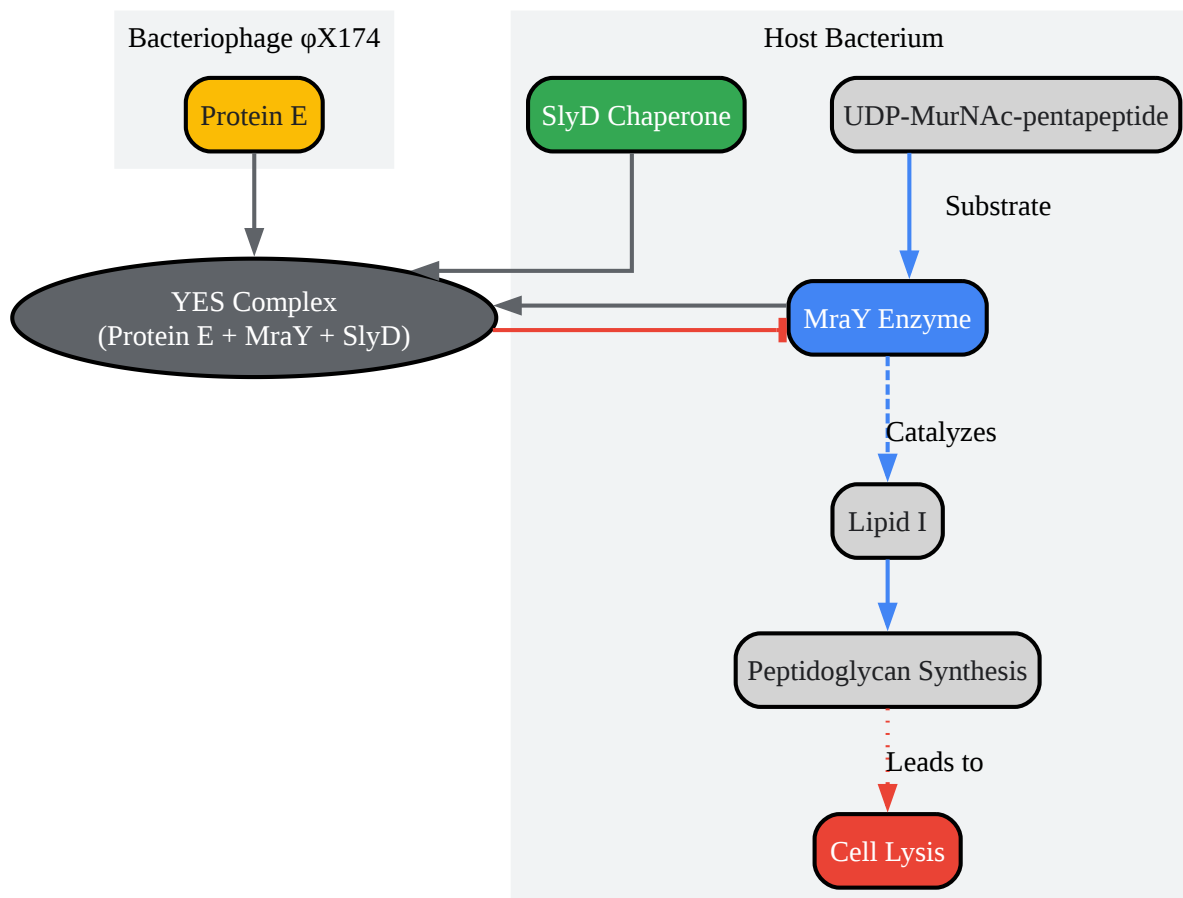 Bacteriophage φX174
Host Bacterium
Protein E
SlyD Chaperone
UDP-MurNAc-pentapeptide
Substrate
YES Complex
(Protein E + MraY + SlyD)
MraY Enzyme
Catalyzes
Lipid I
Peptidoglycan Synthesis
Leads to
Cell Lysis